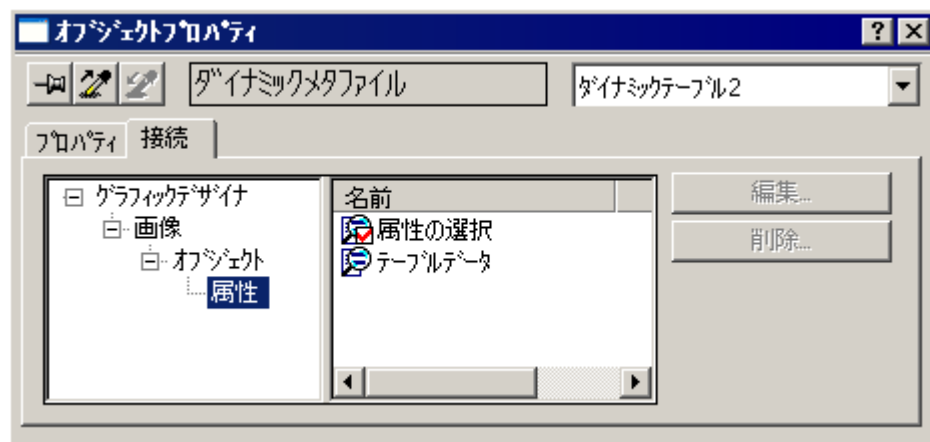 ｵﾌﾞｼﾞｪｸﾄﾌﾟﾛﾊﾟﾃｨ
ダイナミックメタファイル
ﾀﾞｲﾅﾐｯｸﾃｰﾌﾞﾙ2
ﾌﾟﾛﾊﾟﾃｨ
接続
ｸﾞﾗﾌｨｯｸﾃﾞｻﾞｲﾅ
画像
ｵﾌﾞｼﾞｪｸﾄ
属性
名前
属性の選択
ﾃｰﾌﾞﾙﾃﾞｰﾀ
編集...
削除...